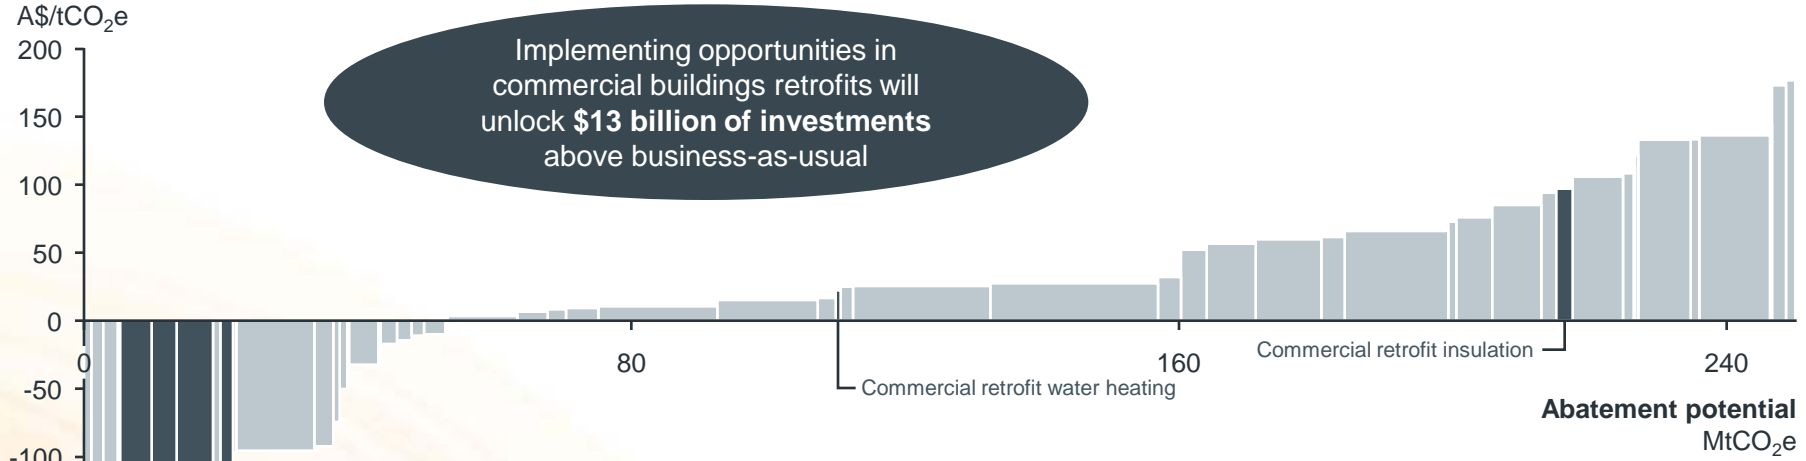 A$/tCO2e
200
150
100
50
0
-50
-100
Implementing opportunities in
commercial buildings retrofits will
unlock $13 billion of investments
above business-as-usual
0
80
160
240
Commercial retrofit insulation
Commercial retrofit water heating
Abatement potential
MtCO2e